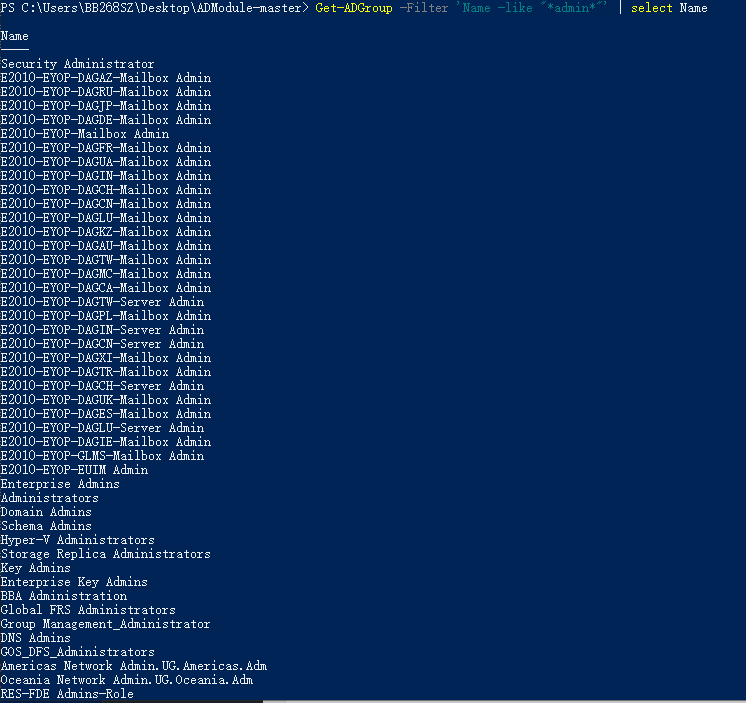 PS C:\Users\BB268SZ\Desktop\ADModule-master> Get-ADGroup -Filter 'Name -like "*admin*"' | select Name
Name
----
Security Administrator
E2010-EYOP-DAGAZ-Mailbox Admin
E2010-EYOP-DAGRU-Mailbox Admin
E2010-EYOP-DAGJP-Mailbox Admin
E2010-EYOP-DAGDE-Mailbox Admin
E2010-EYOP-Mailbox Admin
E2010-EYOP-DAGFR-Mailbox Admin
E2010-EYOP-DAGUA-Mailbox Admin
E2010-EYOP-DAGIN-Mailbox Admin
E2010-EYOP-DAGCH-Mailbox Admin
E2010-EYOP-DAGCN-Mailbox Admin
E2010-EYOP-DAGLU-Mailbox Admin
E2010-EYOP-DAGKZ-Mailbox Admin
E2010-EYOP-DAGAU-Mailbox Admin
E2010-EYOP-DAGTW-Mailbox Admin
E2010-EYOP-DAGMC-Mailbox Admin
E2010-EYOP-DAGCA-Mailbox Admin
E2010-EYOP-DAGTW-Server Admin
E2010-EYOP-DAGPL-Mailbox Admin
E2010-EYOP-DAGIN-Server Admin
E2010-EYOP-DAGCN-Server Admin
E2010-EYOP-DAGXI-Mailbox Admin
E2010-EYOP-DAGTR-Mailbox Admin
E2010-EYOP-DAGCH-Server Admin
E2010-EYOP-DAGUK-Mailbox Admin
E2010-EYOP-DAGES-Mailbox Admin
E2010-EYOP-DAGLU-Server Admin
E2010-EYOP-DAGIE-Mailbox Admin
E2010-EYOP-GLMS-Mailbox Admin
E2010-EYOP-EUIM Admin
Enterprise Admins
Administrators
Domain Admins
Schema Admins
Hyper-V Administrators
Storage Replica Administrators
Key Admins
Enterprise Key Admins
BBA Administration
Global FRS Administrators
Group Management_Administrator
DNS Admins
GOS_DFS_Administrators
Americas Network Admin.UG.Americas.Adm
Oceania Network Admin.UG.Oceania.Adm
RES-FDE Admins-Role